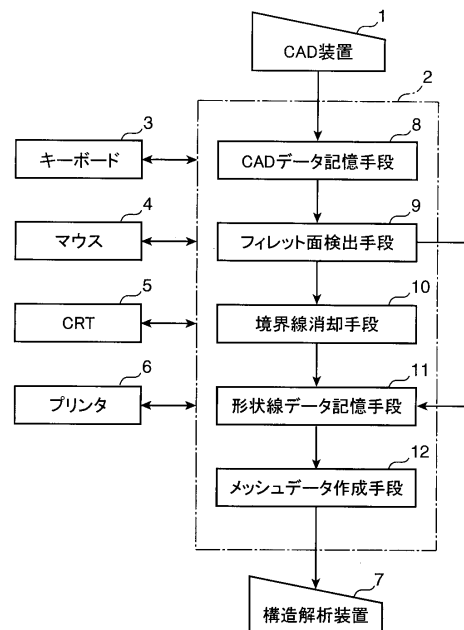 1
CAD装置
2
3
キーボード
8
CADデータ記憶手段
4
マウス
9
フィレット面検出手段
5
CRT
10
境界線消却手段
6
プリンタ
11
形状線データ記憶手段
12
メッシュデータ作成手段
7
構造解析装置